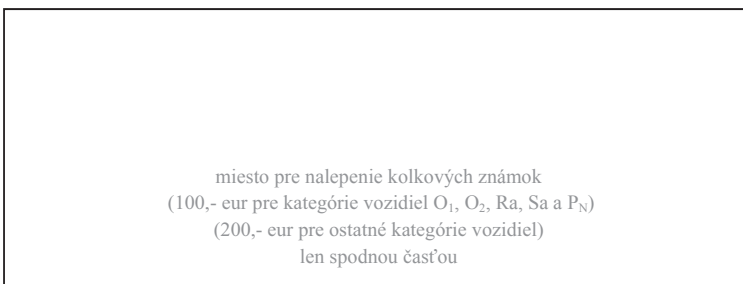 miesto pre nalepenie kolkových známok
(100,- eur pre kategórie vozidiel O₁, O₂, Ra, Sa a P_N)
(200,- eur pre ostatné kategórie vozidiel)
len spodnou časťou